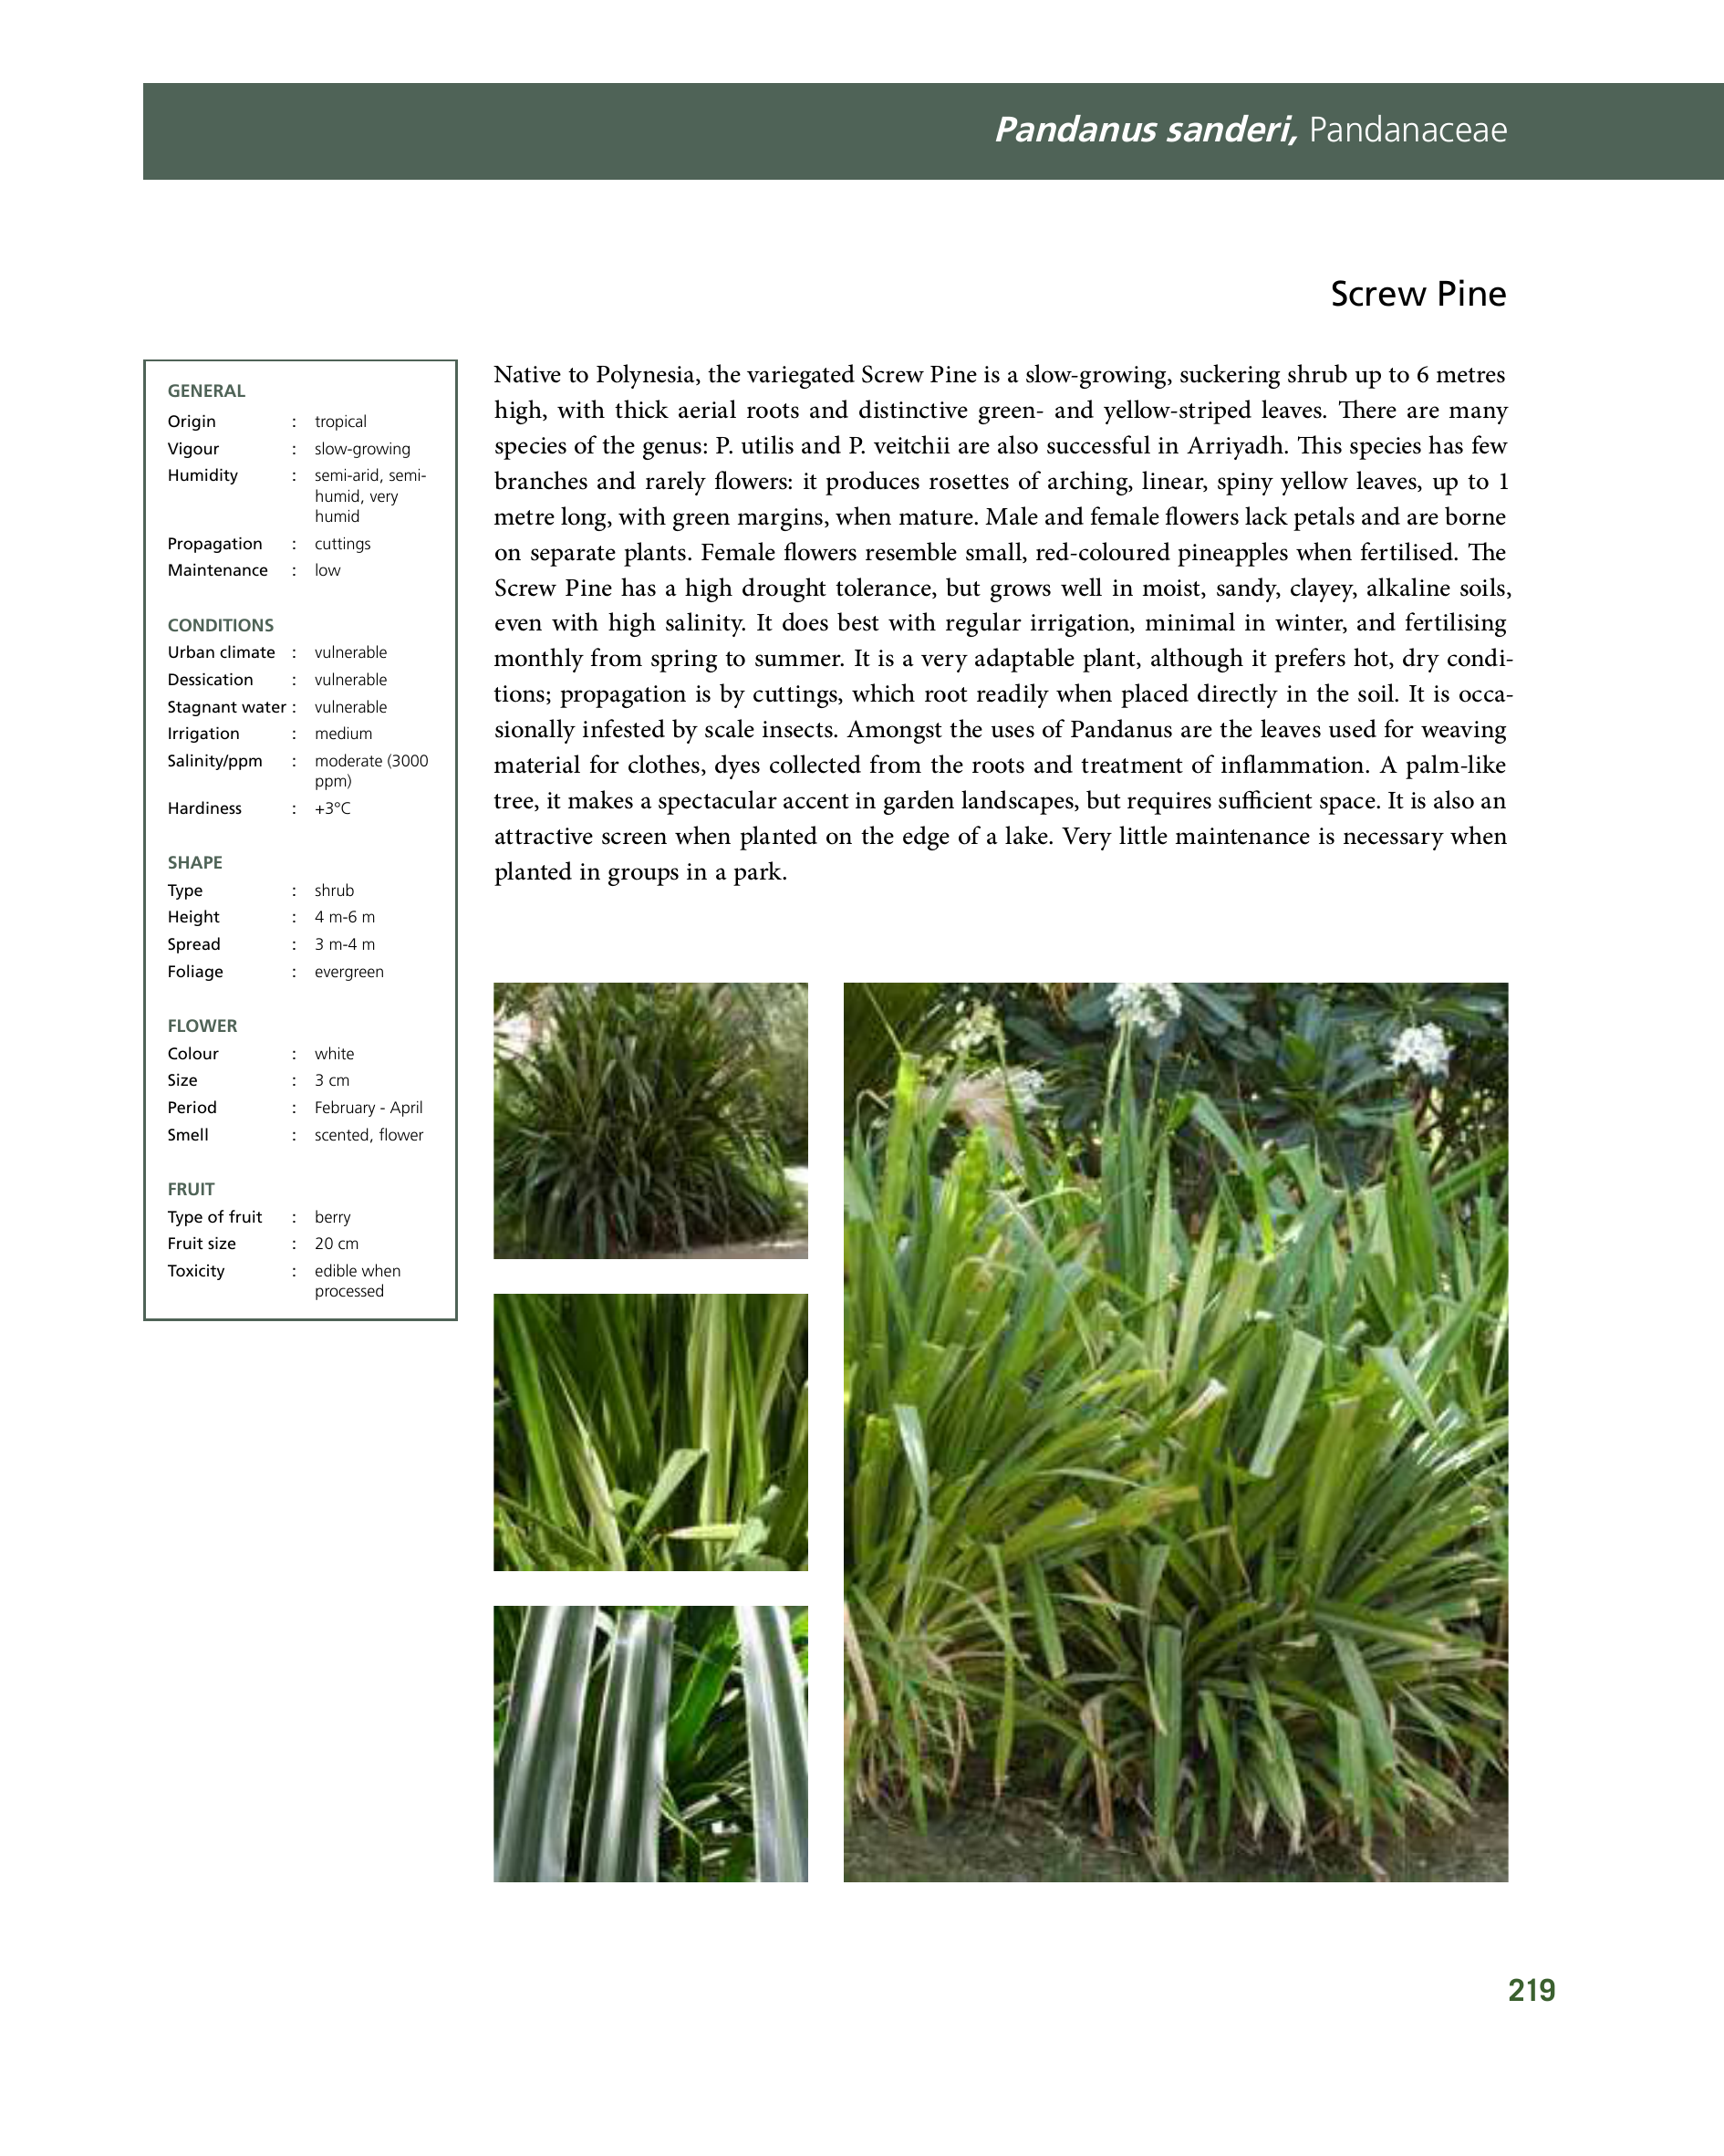 Pandanus sanderi, Pandanaceae
Screw Pine
GENERAL
Origin : tropical
Vigour : slow-growing
Humidity : semi-arid, semi-
humid, very
humid
Propagation : cuttings
Maintenance : low
CONDITIONS
Urban climate : vulnerable
Dessication : vulnerable
Stagnant water : vulnerable
Irrigation : medium
Salinity/ppm : moderate (3000
ppm)
Hardiness : +3°C
SHAPE
Type : shrub
Height : 4 m-6 m
Spread : 3 m-4 m
Foliage : evergreen
FLOWER
Colour : white
Size : 3 cm
Period : February - April
Smell : scented, flower
FRUIT
Type of fruit : berry
Fruit size : 20 cm
Toxicity : edible when
processed
Native to Polynesia, the variegated Screw Pine is a slow-growing, suckering shrub up to 6 metres
high, with thick aerial roots and distinctive green- and yellow-striped leaves. There are many
species of the genus: P. utilis and P. veitchii are also successful in Arriyadh. This species has few
branches and rarely flowers: it produces rosettes of arching, linear, spiny yellow leaves, up to 1
metre long, with green margins, when mature. Male and female flowers lack petals and are borne
on separate plants. Female flowers resemble small, red-coloured pineapples when fertilised. The
Screw Pine has a high drought tolerance, but grows well in moist, sandy, clayey, alkaline soils,
even with high salinity. It does best with regular irrigation, minimal in winter, and fertilising
monthly from spring to summer. It is a very adaptable plant, although it prefers hot, dry condi-
tions; propagation is by cuttings, which root readily when placed directly in the soil. It is occa-
sionally infested by scale insects. Amongst the uses of Pandanus are the leaves used for weaving
material for clothes, dyes collected from the roots and treatment of inflammation. A palm-like
tree, it makes a spectacular accent in garden landscapes, but requires sufficient space. It is also an
attractive screen when planted on the edge of a lake. Very little maintenance is necessary when
planted in groups in a park.
219